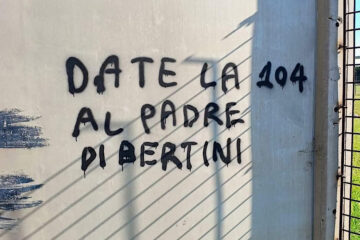 DATE LA 104
AL PADRE
DI BERTINI